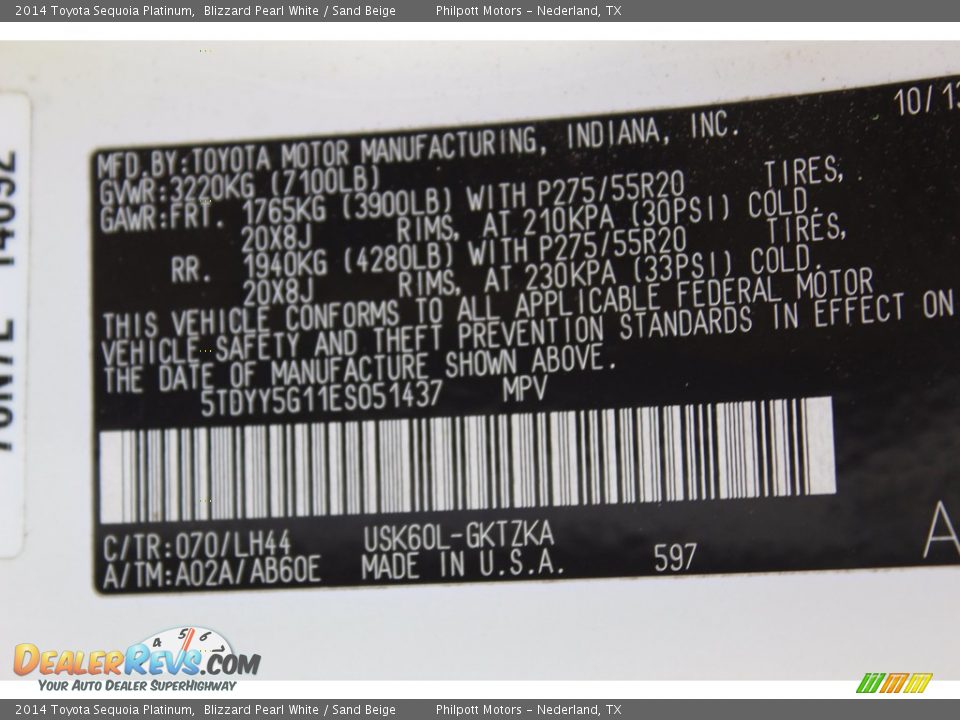 2014 Toyota Sequoia Platinum, Blizzard Pearl White / Sand Beige Philpott Motors - Nederland, TX
10/13
MFD.BY:TOYOTA MOTOR MANUFACTURING, INDIANA, INC.
GVWR:3220KG (7100LB)
GAWR:FRT. 1765KG (3900LB) WITH P275/55R20 TIRES,
20X8J RIMS, AT 210KPA (30PSI) COLD.
RR. 1940KG (4280LB) WITH P275/55R20 TIRES,
20X8J RIMS, AT 230KPA (33PSI) COLD.
THIS VEHICLE CONFORMS TO ALL APPLICABLE FEDERAL MOTOR
VEHICLE SAFETY AND THEFT PREVENTION STANDARDS IN EFFECT ON
THE DATE OF MANUFACTURE SHOWN ABOVE.
5TDYY5G11ES051437 MPV
C/TR:070/LH44 USK60L-GKTZKA
A/TM:A02A/AB60E MADE IN U.S.A. 597
A
4 5 6 7
DEALERREVS.COM
YOUR AUTO DEALER SUPERHIGHWAY
2014 Toyota Sequoia Platinum, Blizzard Pearl White / Sand Beige Philpott Motors - Nederland, TX